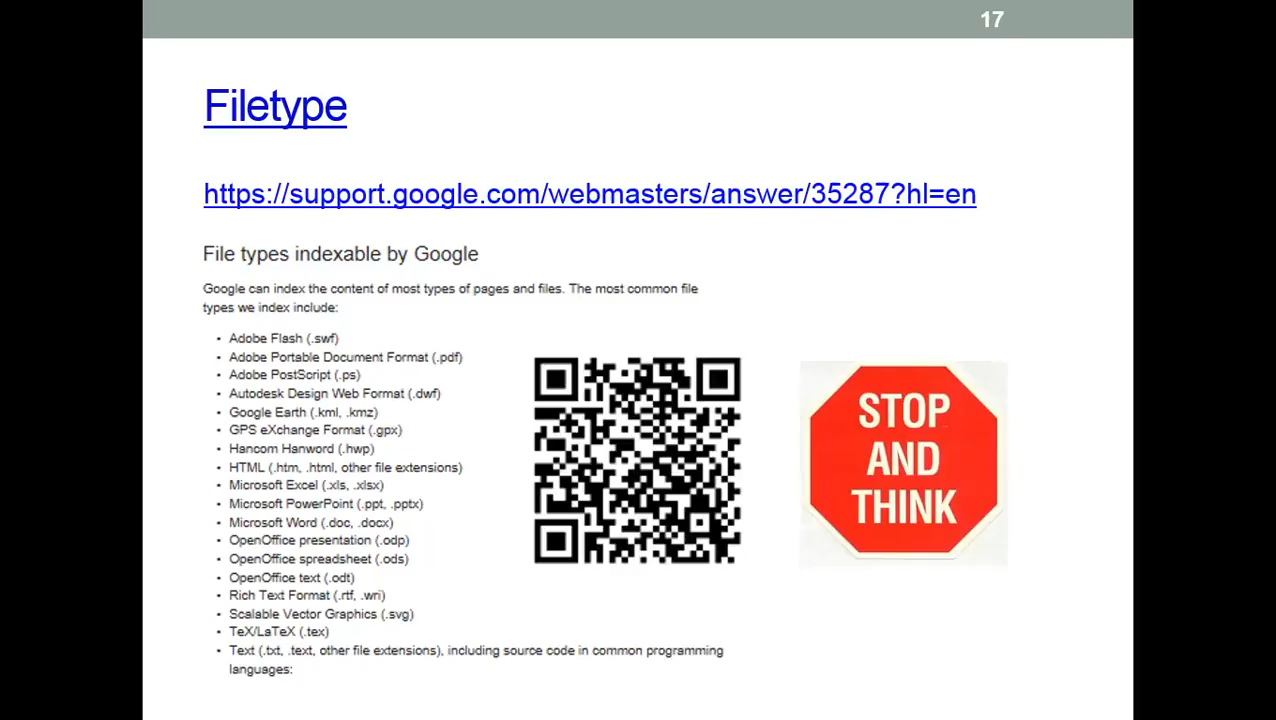 17
Filetype
https://support.google.com/webmasters/answer/35287?hl=en
File types indexable by Google
Google can index the content of most types of pages and files. The most common file
types we index include:
• Adobe Flash (.swf)
• Adobe Portable Document Format (.pdf)
• Adobe PostScript (.ps)
• Autodesk Design Web Format (.dwf)
• Google Earth (.kml, .kmz)
• GPS eXchange Format (.gpx)
• Hancom Hanword (.hwp)
• HTML (.htm, .html, other file extensions)
• Microsoft Excel (.xls, .xlsx)
• Microsoft PowerPoint (.ppt, .pptx)
• Microsoft Word (.doc, .docx)
• OpenOffice presentation (.odp)
• OpenOffice spreadsheet (.ods)
• OpenOffice text (.odt)
• Rich Text Format (.rtf, .wri)
• Scalable Vector Graphics (.svg)
• TeX/LaTeX (.tex)
• Text (.txt, .text, other file extensions), including source code in common programming
languages:
STOP
AND
THINK